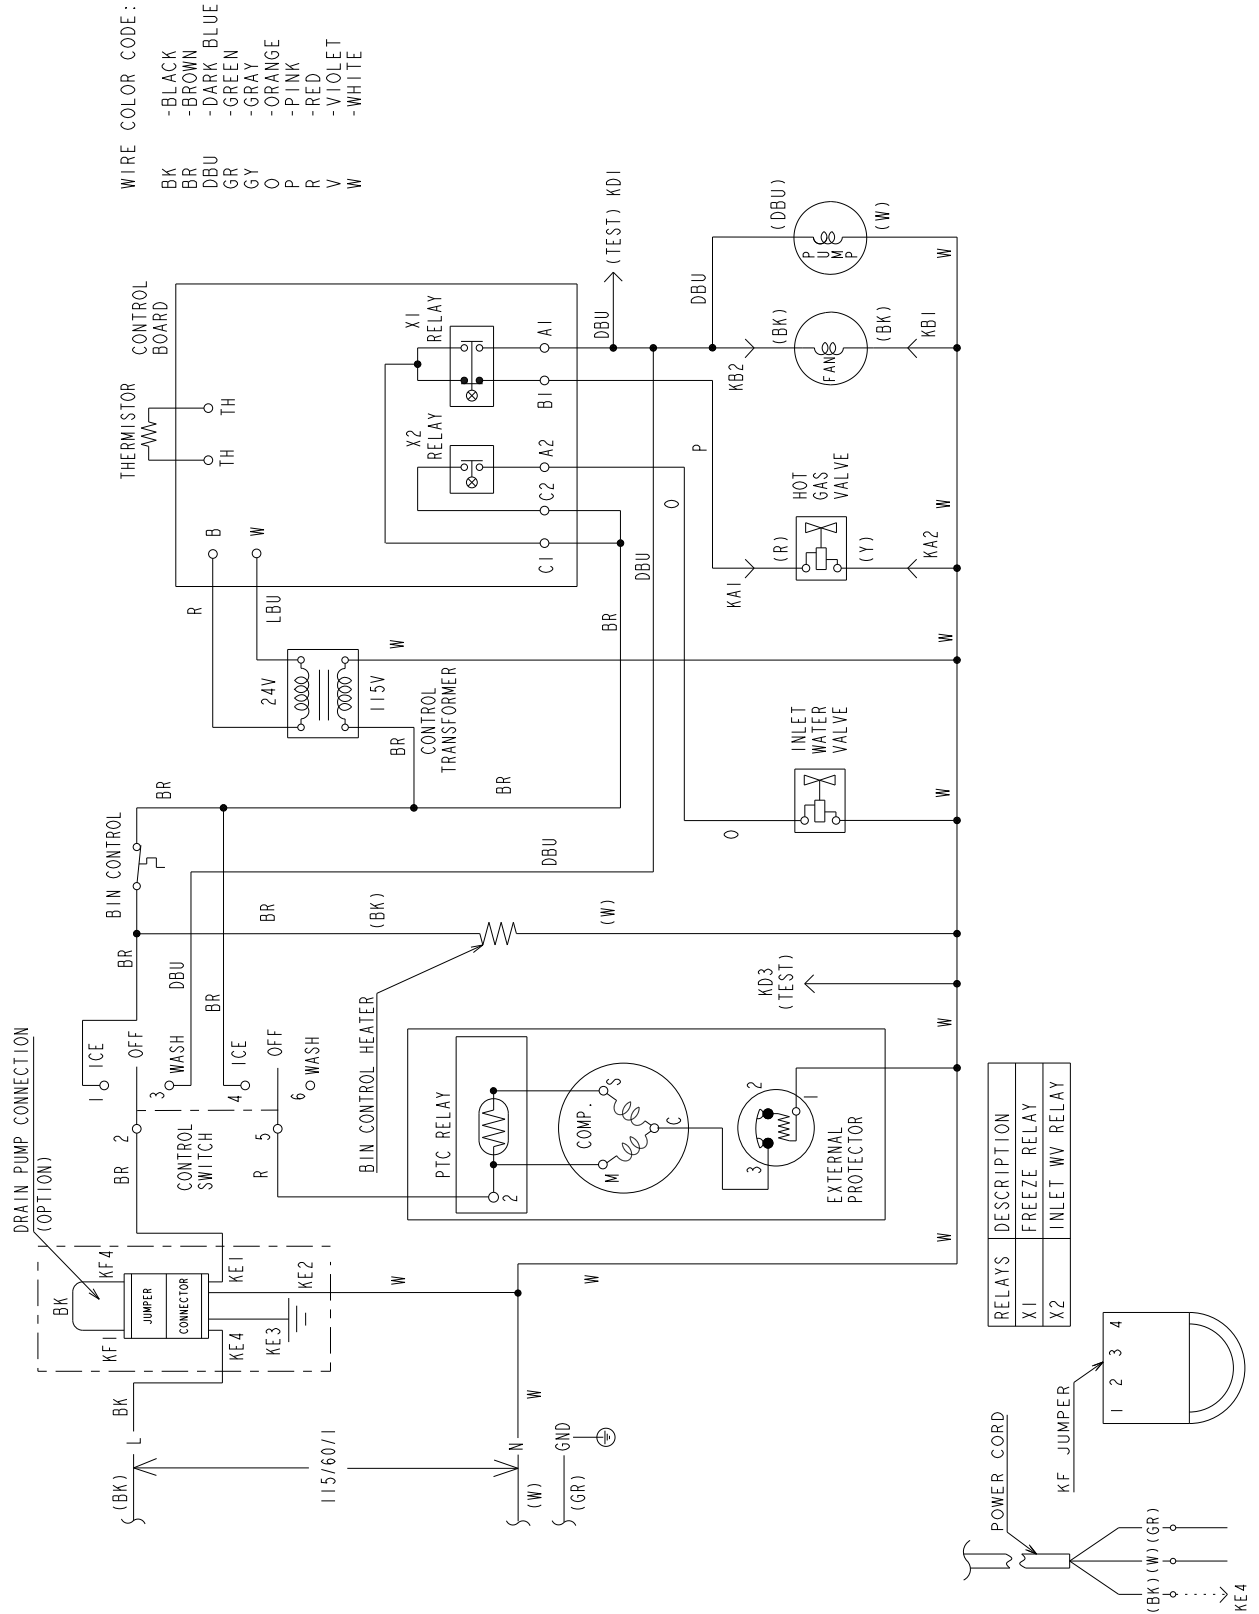 WIRE COLOR CODE:
BK -BLACK
BR -BROWN
DBU -DARK BLUE
GR -GREEN
GY -GRAY
O -ORANGE
P -PINK
R -RED
V -VIOLET
W -WHITE
DRAIN PUMP CONNECTION
(OPTION)
BK
KF1
KF4
JUMPER
CONNECTOR
KE4
KE1
KE3
KE2
(BK)
L
BK
115/60/1
(W)
N
W
(GR)
GND
W
W
BR
2
CONTROL
SWITCH
R
5
1
ICE
OFF
3
WASH
4
ICE
OFF
6
WASH
BR
DBU
BR
BIN CONTROL
BR
BR
(BK)
(W)
BIN CONTROL HEATER
DBU
BR
BR
CONTROL
TRANSFORMER
24V
115V
R
LBU
W
BR
DBU
THERMISTOR
CONTROL
BOARD
TH
TH
B
W
X1
RELAY
X2
RELAY
C1
C2
A2
B1
A1
DBU
(TEST) KD1
O
P
DBU
O
INLET
WATER
VALVE
KA1
(R)
HOT
GAS
VALVE
(Y)
KA2
KB2
(BK)
FAN
(BK)
KB1
(DBU)
PUMP
(W)
W
W
W
W
W
W
KD3
(TEST)
PTC RELAY
2
COMP.
M
S
C
EXTERNAL
PROTECTOR
3
2
1
RELAYS DESCRIPTION
X1 FREEZE RELAY
X2 INLET WV RELAY
POWER CORD
(BK) (W) (GR)
KE4
KF JUMPER
1 2 3 4